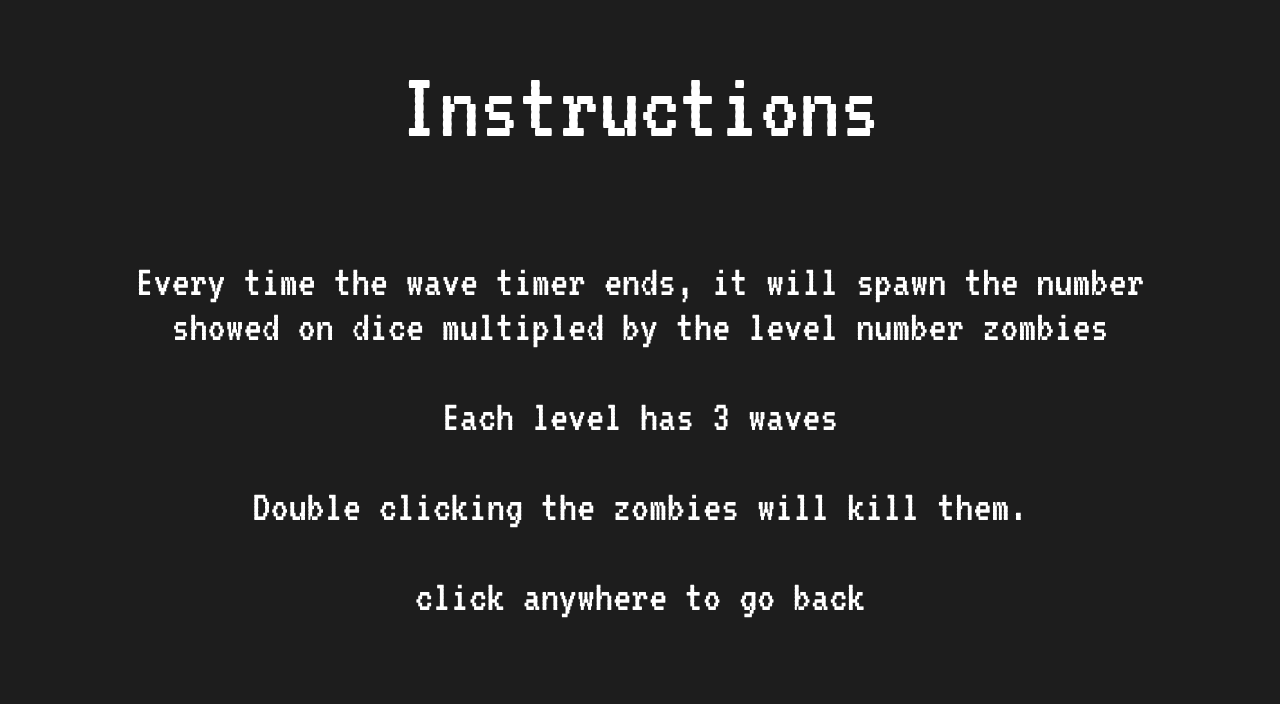 Instructions
Every time the wave timer ends, it will spawn the number
showed on dice multipled by the level number zombies
Each level has 3 waves
Double clicking the zombies will kill them.
click anywhere to go back